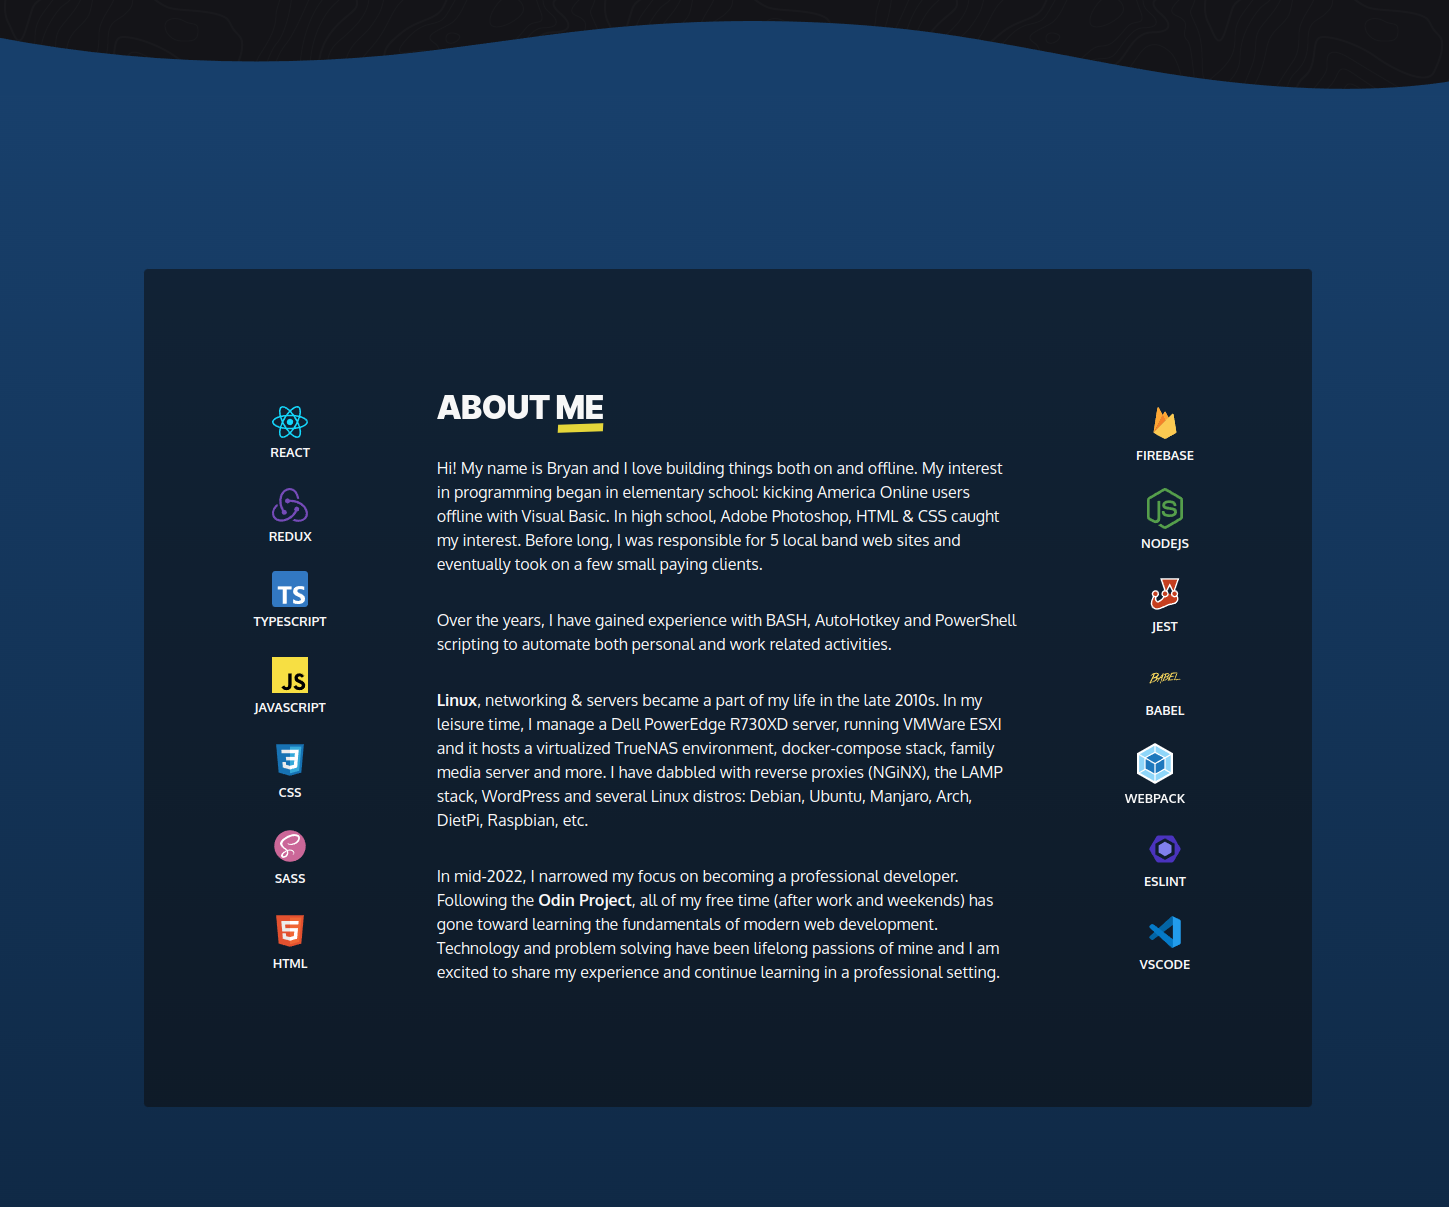 ABOUT ME
Hi! My name is Bryan and I love building things both on and offline. My interest
in programming began in elementary school: kicking America Online users
offline with Visual Basic. In high school, Adobe Photoshop, HTML & CSS caught
my interest. Before long, I was responsible for 5 local band web sites and
eventually took on a few small paying clients.
Over the years, I have gained experience with BASH, AutoHotkey and PowerShell
scripting to automate both personal and work related activities.
Linux, networking & servers became a part of my life in the late 2010s. In my
leisure time, I manage a Dell PowerEdge R730XD server, running VMWare ESXI
and it hosts a virtualized TrueNAS environment, docker-compose stack, family
media server and more. I have dabbled with reverse proxies (NGiNX), the LAMP
stack, WordPress and several Linux distros: Debian, Ubuntu, Manjaro, Arch,
DietPi, Raspbian, etc.
In mid-2022, I narrowed my focus on becoming a professional developer.
Following the Odin Project, all of my free time (after work and weekends) has
gone toward learning the fundamentals of modern web development.
Technology and problem solving have been lifelong passions of mine and I am
excited to share my experience and continue learning in a professional setting.
REACT
REDUX
TS
TYPESCRIPT
JS
JAVASCRIPT
3
CSS
SASS
5
HTML
FIREBASE
JS
NODEJS
JEST
BABEL
BABEL
WEBPACK
ESLINT
VSCODE